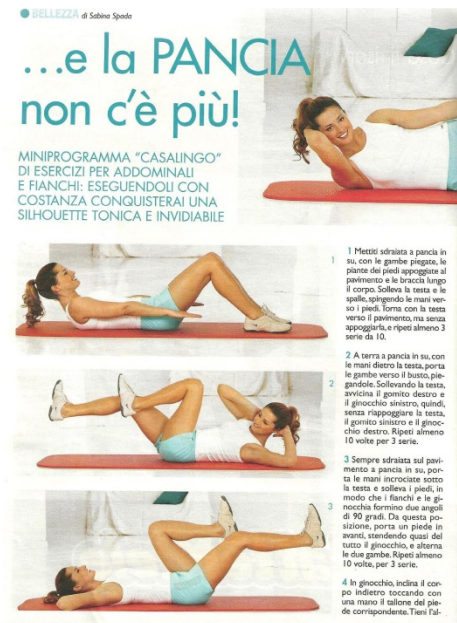 BELLEZZA di Sabina Spada
...e la PANCIA
non c'è più!
MINIPROGRAMMA "CASALINGO"
DI ESERCIZI PER ADDOMINALI
E FIANCHI: ESEGUENDOLI CON
COSTANZA CONQUISTERAI UNA
SILHOUETTE TONICA E INVIDIABILE
1
1 Mettiti sdraiata a pancia in
su, con le gambe piegate, le
piante dei piedi appoggiate al
pavimento e le braccia lungo
il corpo. Solleva la testa e le
spalle, spingendo le mani ver-
so i piedi. Torna con la testa
verso il pavimento, ma senza
appoggiarla, e ripeti almeno 3
serie da 10.
2
2 A terra a pancia in su, con
le mani dietro la testa, porta
le gambe verso il busto, pie-
gandole. Sollevando la testa,
avvicina il gomito destro e
il ginocchio sinistro, quindi,
senza riappoggiare la testa,
il gomito sinistro e il ginoc-
chio destro. Ripeti almeno
10 volte per 3 serie.
3
3 Sempre sdraiata sul pavi-
mento a pancia in su, por-
ta le mani incrociate sotto
la testa e solleva i piedi, in
modo che i fianchi e le gi-
nocchia formino due angoli
di 90 gradi. Da questa po-
sizione, porta un piede in
avanti, stendendo quasi del
tutto il ginocchio, e alterna
le due gambe. Ripeti almeno
10 volte, per 3 serie.
4 In ginocchio, inclina il cor-
po indietro toccando con
una mano il tallone del pie-
de corrispondente. Tieni l'al-